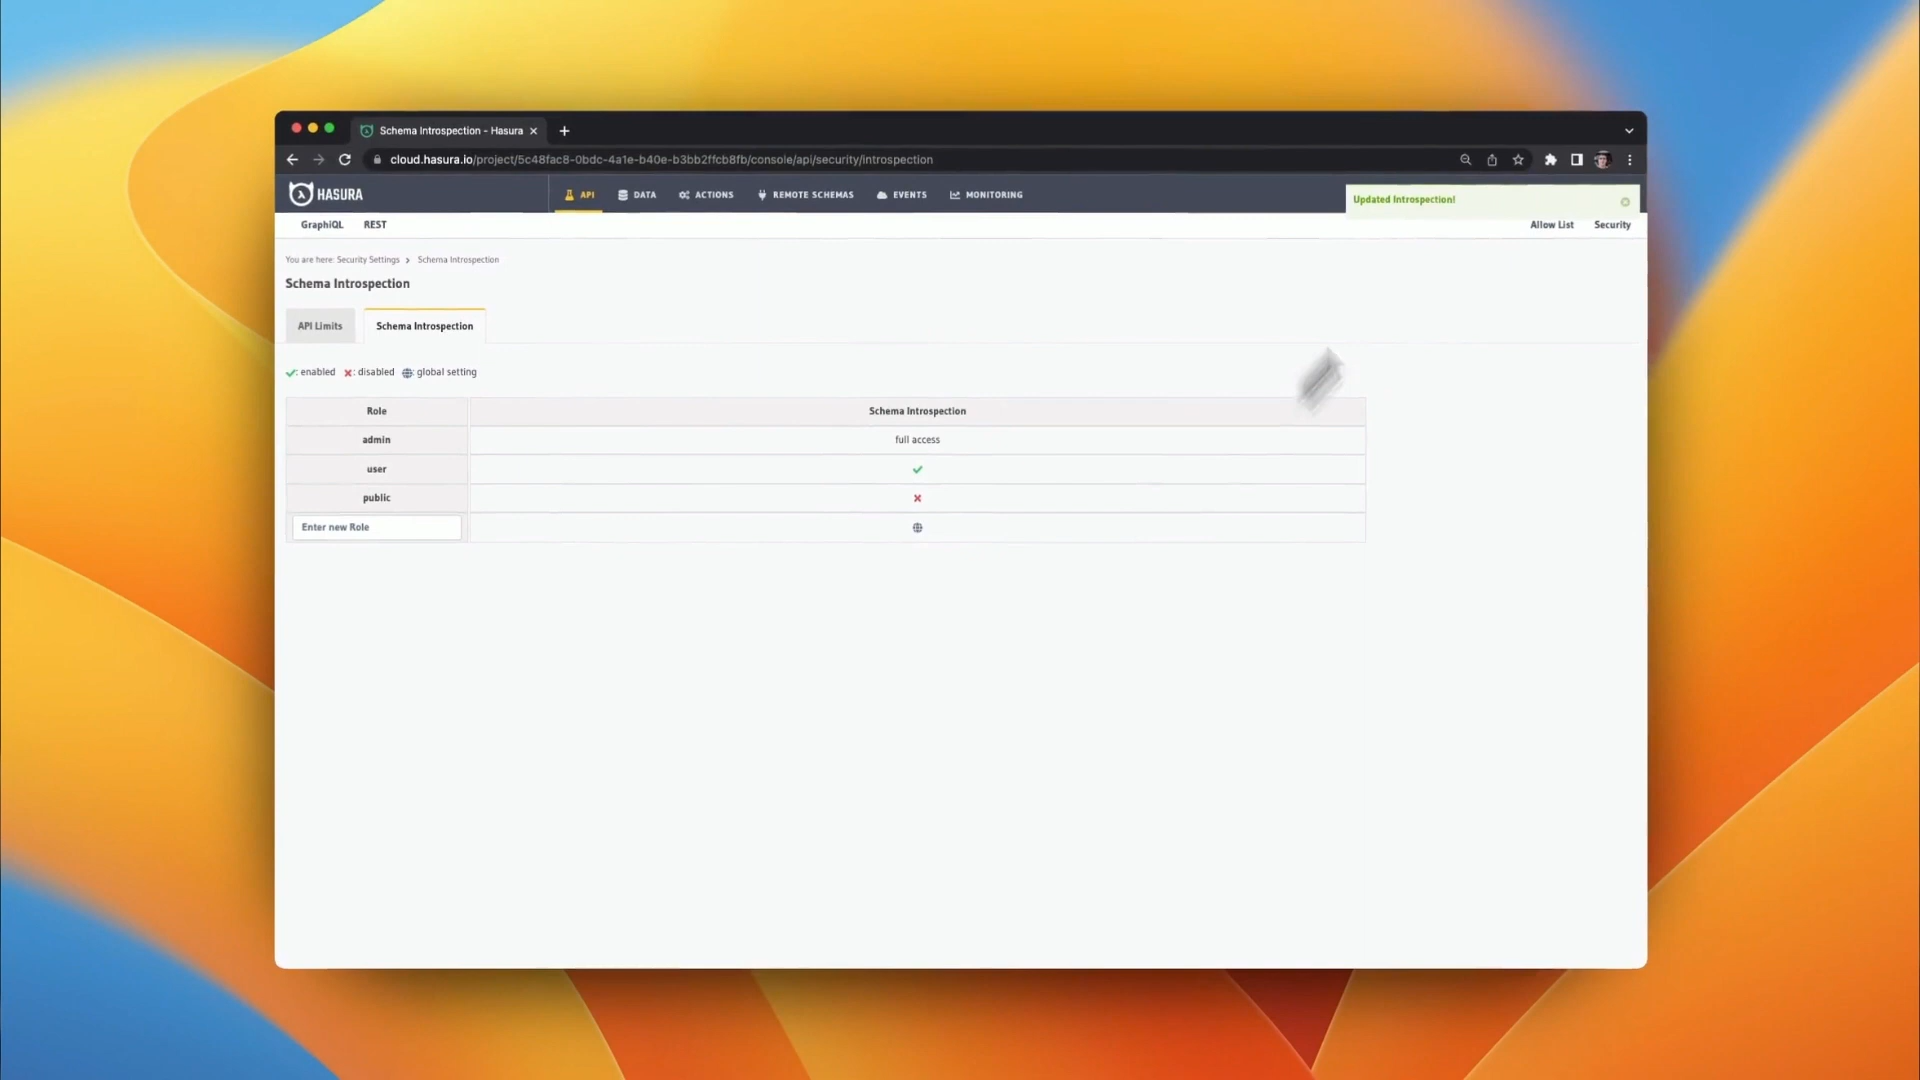 Schema Introspection - Hasura
cloud.hasura.io/project/5c48fac8-0bdc-4a1e-b40e-b3bb2ffcb8fb/console/api/security/introspection
HASURA API DATA ACTIONS REMOTE SCHEMAS EVENTS MONITORING
Updated Introspection!
GraphiQL REST Allow List Security
You are here: Security Settings > Schema Introspection
Schema Introspection
API Limits Schema Introspection
: enabled : disabled : global setting
Role Schema Introspection
admin full access
user
public
Enter new Role